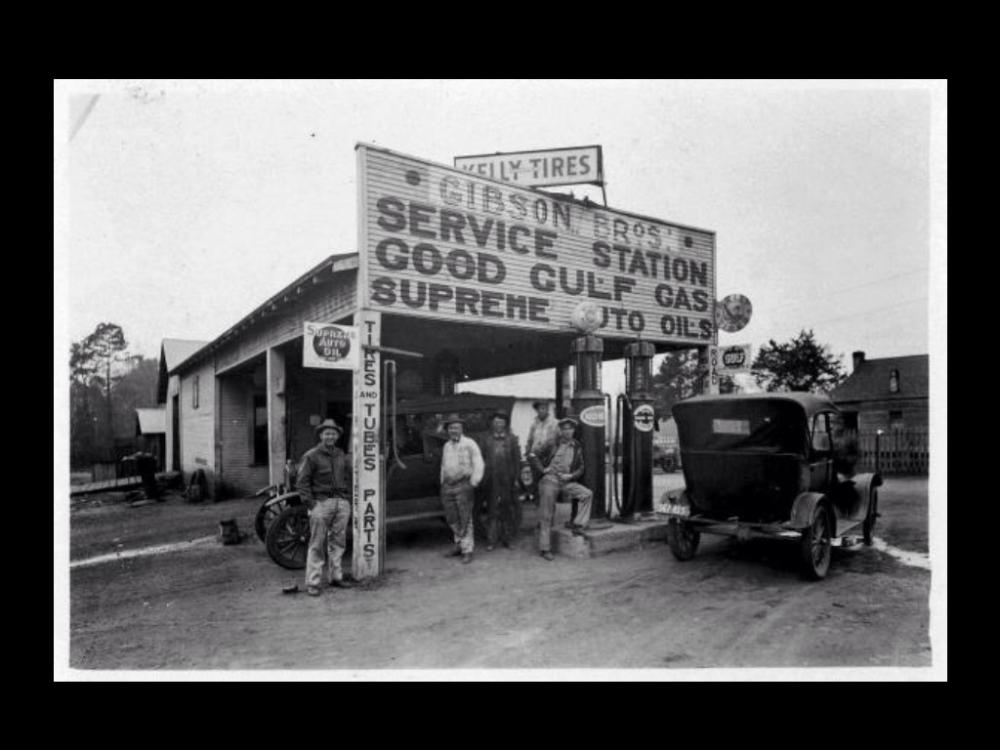 KELLY TIRES
GIBSON BROS.
SERVICE STATION
GOOD GULF GAS
SUPREME AUTO OILS
SUPREME
AUTO
OIL
TIRES
AND
TUBES
PARTS
GULF
ROAD